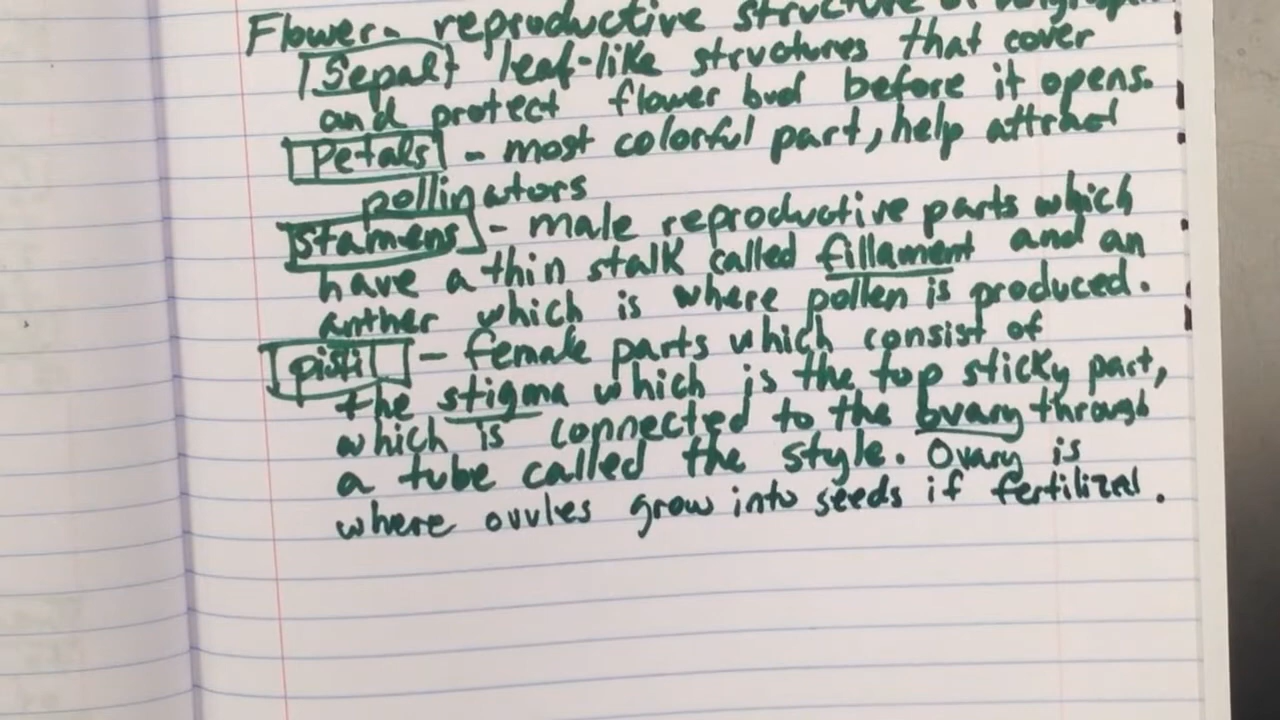 Flower- reproductive structure
Sepal leaf-like structures that cover
and protect flower bud before it opens.
Petals - most colorful part, help attract
pollinators
stamens - male reproductive parts which
have a thin stalk called fillament and an
anther which is where pollen is produced.
pistil - female parts which consist of
the stigma which is the top sticky part,
which is connected to the ovary through
a tube called the style. Ovary is
where ovules grow into seeds if fertilized.